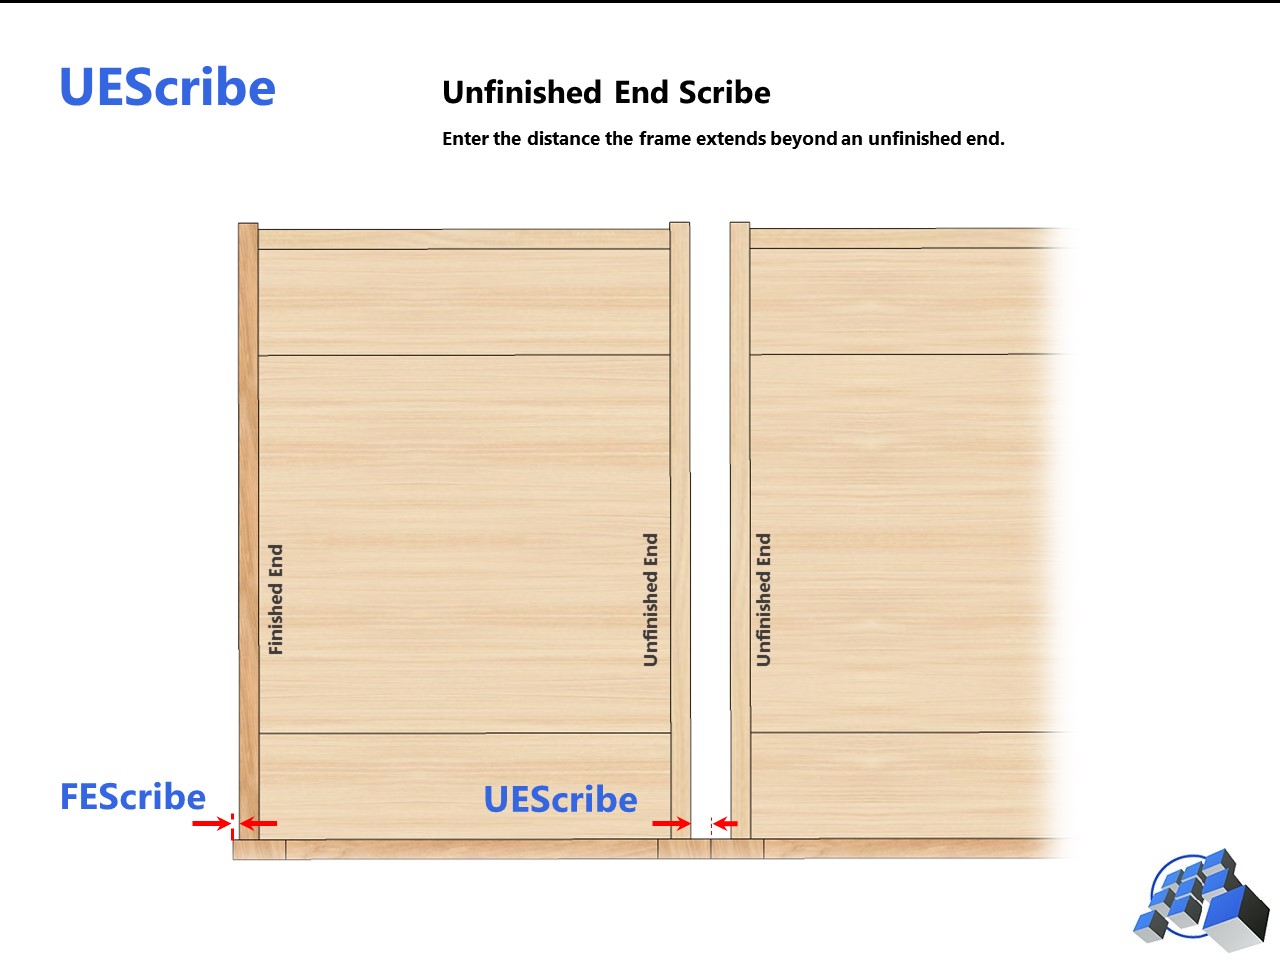 UEScribe
Unfinished End Scribe
Enter the distance the frame extends beyond an unfinished end.
Finished End
Unfinished End
Unfinished End
FEScribe
UEScribe